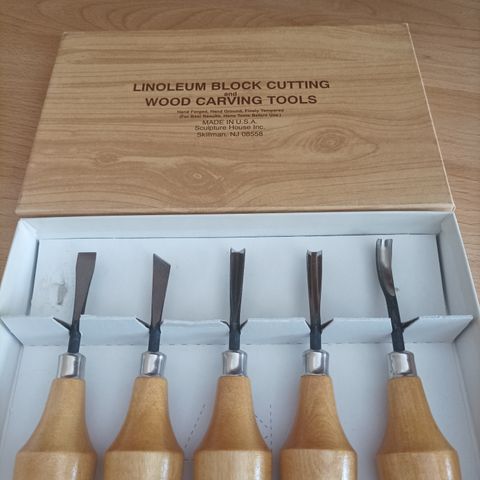 LINOLEUM BLOCK CUTTING
and
WOOD CARVING TOOLS
Hand Forged, Hand Ground, Finely Tempered
(For Best Results, Hone Tools Before Use.)
MADE IN U.S.A.
Sculpture House Inc.
Skillman, NJ 08558